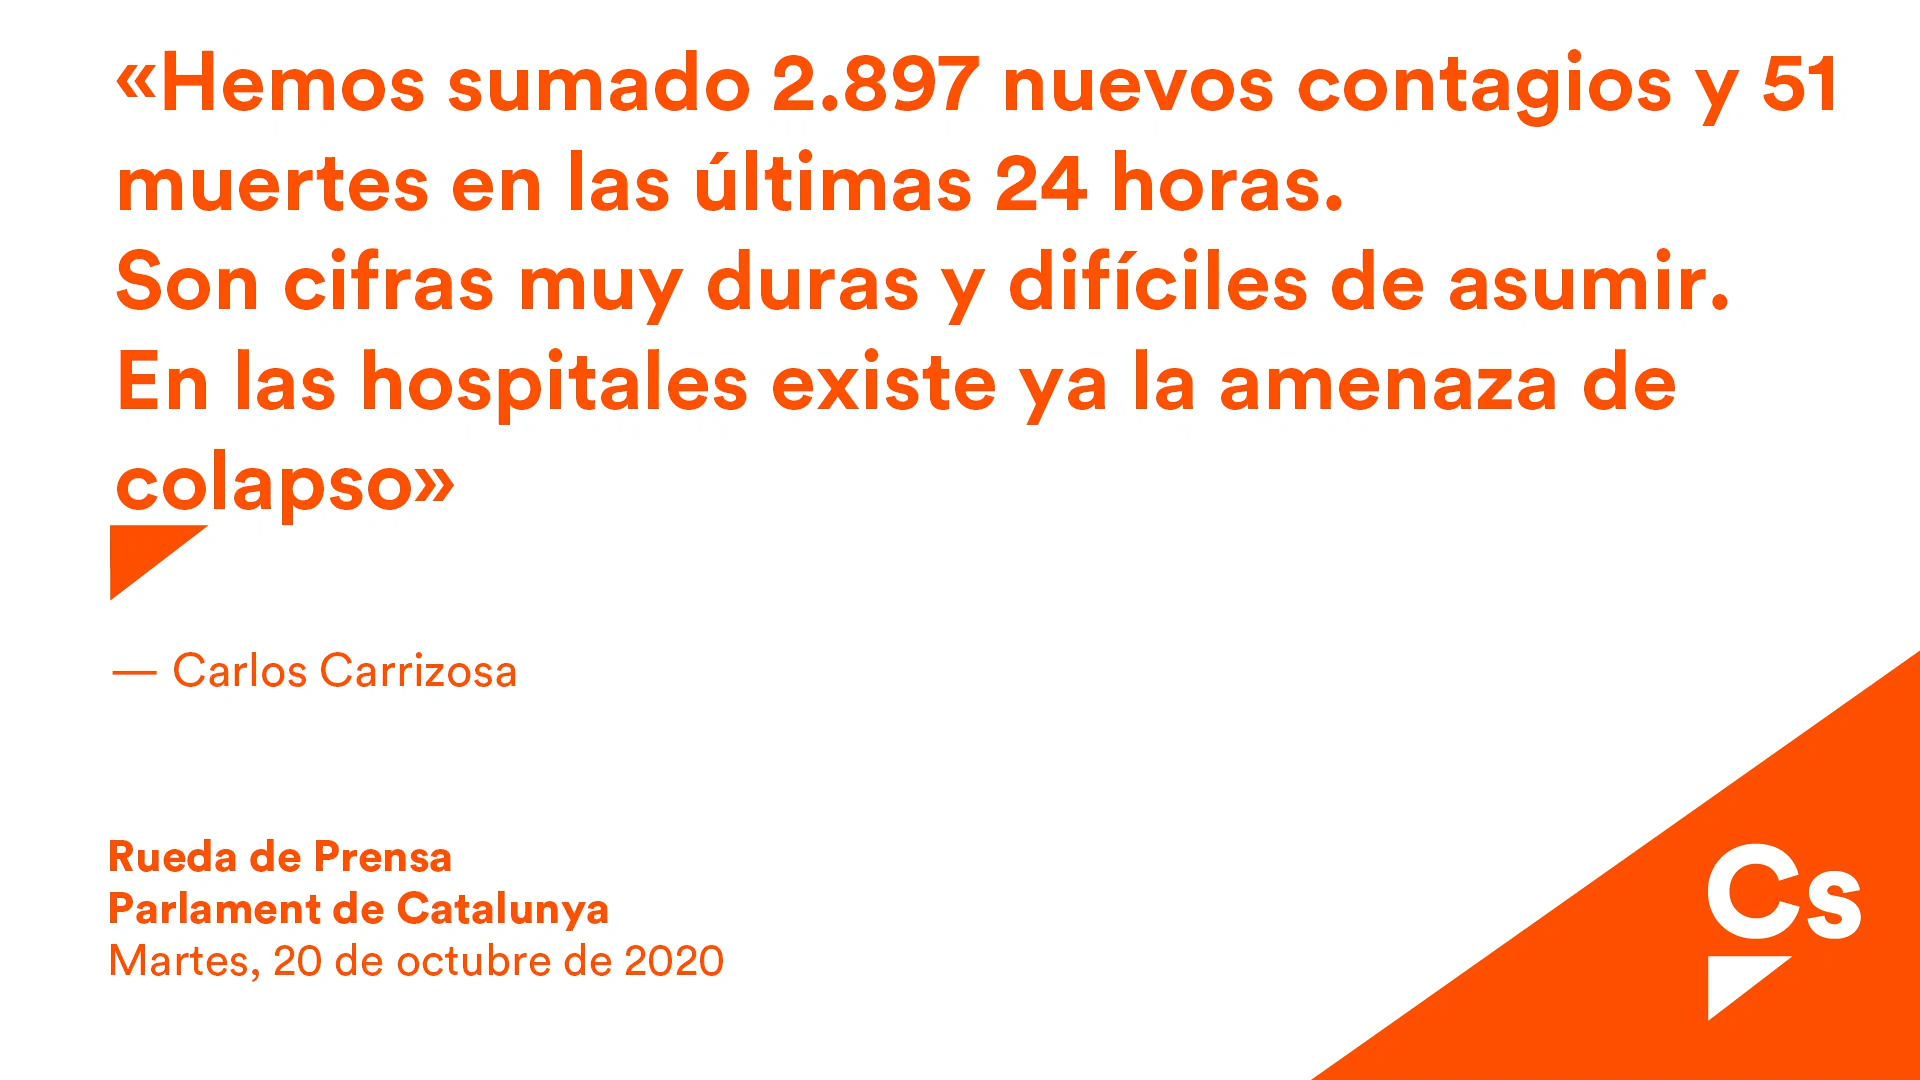 «Hemos sumado 2.897 nuevos contagios y 51
muertes en las últimas 24 horas.
Son cifras muy duras y difíciles de asumir.
En las hospitales existe ya la amenaza de
colapso»
— Carlos Carrizosa
Rueda de Prensa
Parlament de Catalunya
Martes, 20 de octubre de 2020
Cs